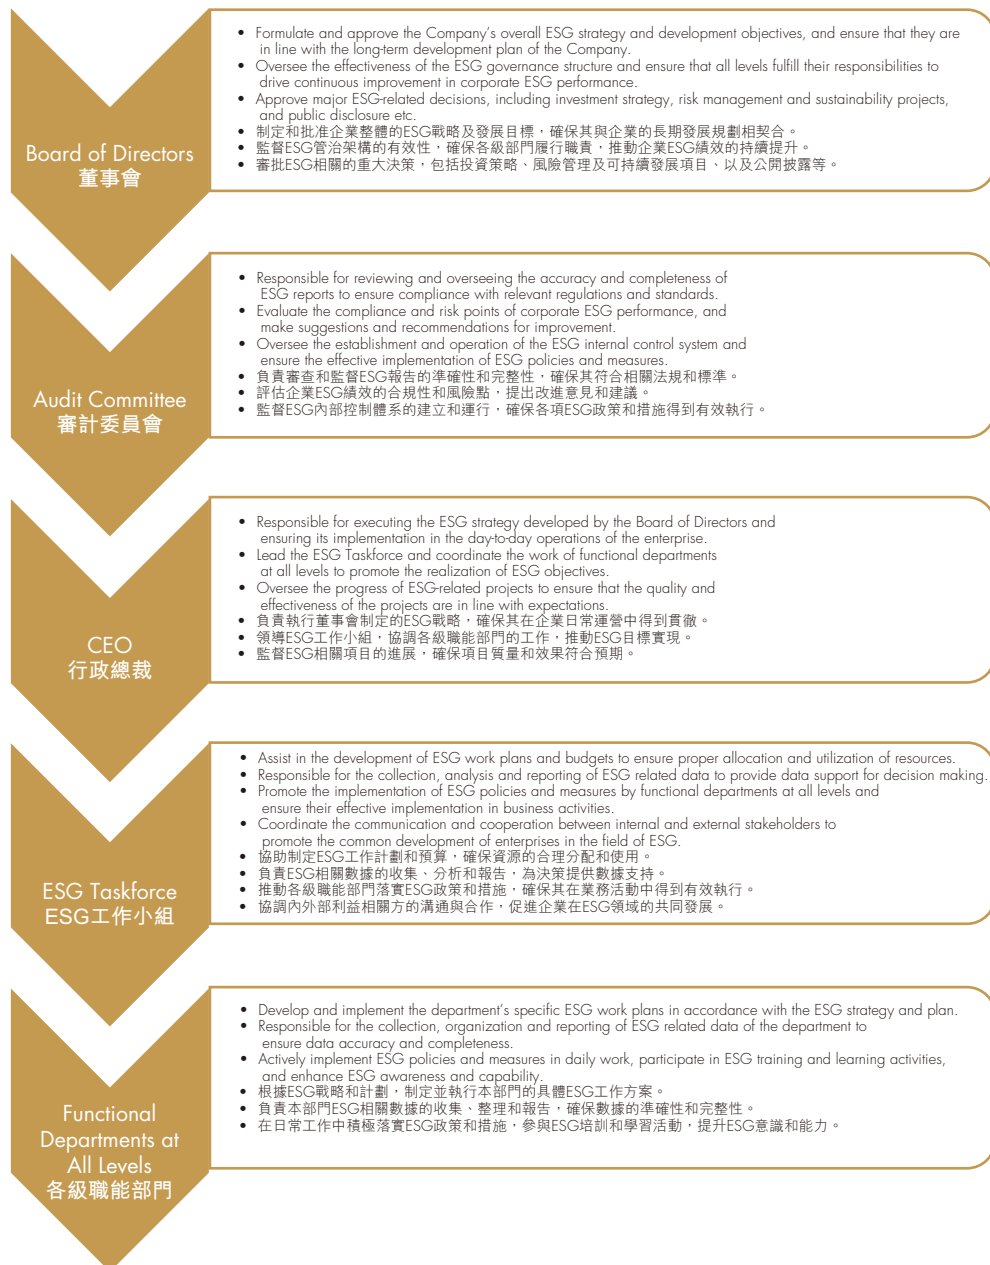 Board of Directors
董事會
• Formulate and approve the Company’s overall ESG strategy and development objectives, and ensure that they are
in line with the long-term development plan of the Company.
• Oversee the effectiveness of the ESG governance structure and ensure that all levels fulfill their responsibilities to
drive continuous improvement in corporate ESG performance.
• Approve major ESG-related decisions, including investment strategy, risk management and sustainability projects,
and public disclosure etc.
• 制定和批准企業整體的ESG戰略及發展目標，確保其與企業的長期發展規劃相契合。
• 監督ESG管治架構的有效性，確保各級部門履行職責，推動企業ESG績效的持續提升。
• 審批ESG相關的重大決策，包括投資策略、風險管理及可持續發展項目、以及公開披露等。
Audit Committee
審計委員會
• Responsible for reviewing and overseeing the accuracy and completeness of
ESG reports to ensure compliance with relevant regulations and standards.
• Evaluate the compliance and risk points of corporate ESG performance, and
make suggestions and recommendations for improvement.
• Oversee the establishment and operation of the ESG internal control system and
ensure the effective implementation of ESG policies and measures.
• 負責審查和監督ESG報告的準確性和完整性，確保其符合相關法規和標準。
• 評估企業ESG績效的合規性和風險點，提出改進意見和建議。
• 監督ESG內部控制體系的建立和運行，確保各項ESG政策和措施得到有效執行。
CEO
行政總裁
• Responsible for executing the ESG strategy developed by the Board of Directors and
ensuring its implementation in the day-to-day operations of the enterprise.
• Lead the ESG Taskforce and coordinate the work of functional departments
at all levels to promote the realization of ESG objectives.
• Oversee the progress of ESG-related projects to ensure that the quality and
effectiveness of the projects are in line with expectations.
• 負責執行董事會制定的ESG戰略，確保其在企業日常運營中得到貫徹。
• 領導ESG工作小組，協調各級職能部門的工作，推動ESG目標實現。
• 監督ESG相關項目的進展，確保項目質量和效果符合預期。
ESG Taskforce
ESG工作小組
• Assist in the development of ESG work plans and budgets to ensure proper allocation and utilization of resources.
• Responsible for the collection, analysis and reporting of ESG related data to provide data support for decision making.
• Promote the implementation of ESG policies and measures by functional departments at all levels and
ensure their effective implementation in business activities.
• Coordinate the communication and cooperation between internal and external stakeholders to
promote the common development of enterprises in the field of ESG.
• 協助制定ESG工作計劃和預算，確保資源的合理分配和使用。
• 負責ESG相關數據的收集、分析和報告，為決策提供數據支持。
• 推動各級職能部門落實ESG政策和措施，確保其在業務活動中得到有效執行。
• 協調內外部利益相關方的溝通與合作，促進企業在ESG領域的共同發展。
Functional
Departments at
All Levels
各級職能部門
• Develop and implement the department’s specific ESG work plans in accordance with the ESG strategy and plan.
• Responsible for the collection, organization and reporting of ESG related data of the department to
ensure data accuracy and completeness.
• Actively implement ESG policies and measures in daily work, participate in ESG training and learning activities,
and enhance ESG awareness and capability.
• 根據ESG戰略和計劃，制定並執行本部門的具體ESG工作方案。
• 負責本部門ESG相關數據的收集、整理和報告，確保數據的準確性和完整性。
• 在日常工作中積極落實ESG政策和措施，參與ESG培訓和學習活動，提升ESG意識和能力。